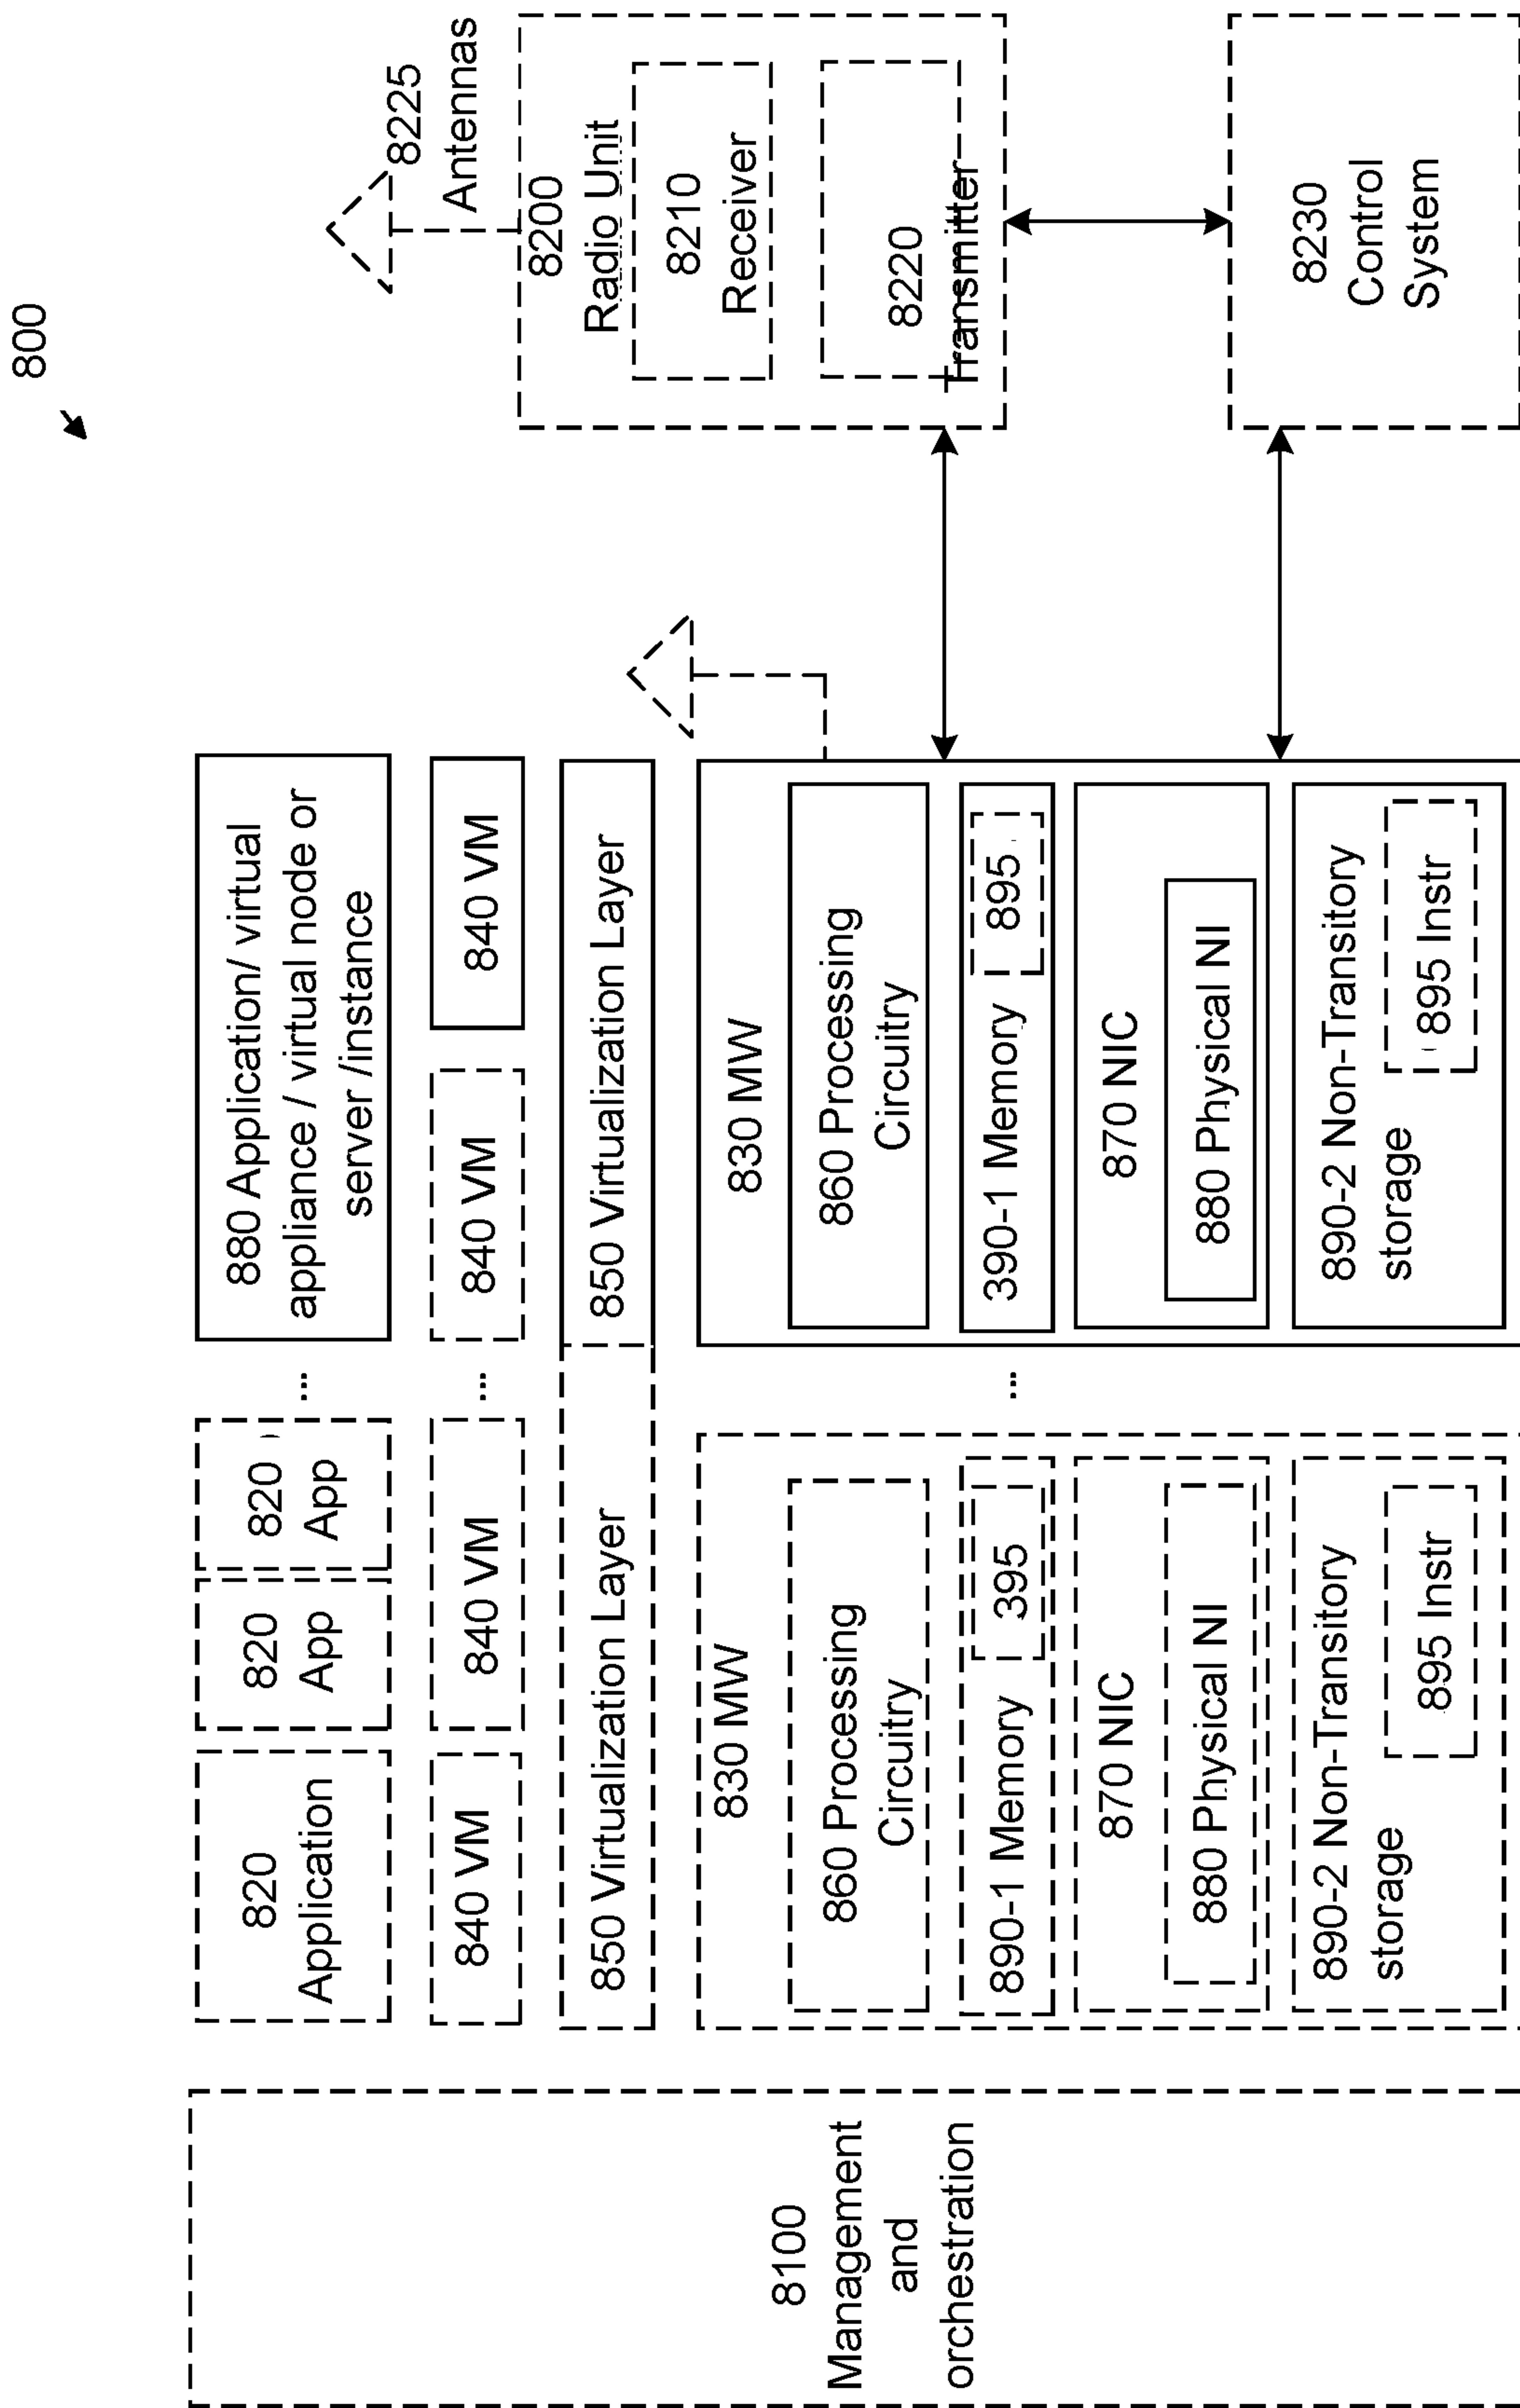 800
8100
Management
and
orchestration
820
Application
820
App
820
App
...
880 Application/ virtual
appliance / virtual node or
server /instance
840 VM
840 VM
...
840 VM
840 VM
850 Virtualization Layer
850 Virtualization Layer
830 MW
860 Processing
Circuitry
890-1 Memory
395
870 NIC
880 Physical NI
890-2 Non-Transitory
storage
895 Instr
...
830 MW
860 Processing
Circuitry
390-1 Memory
895
870 NIC
880 Physical NI
890-2 Non-Transitory
storage
895 Instr
8225
Antennas
8200
Radio Unit
8210
Receiver
8220
Transmitter
8230
Control
System